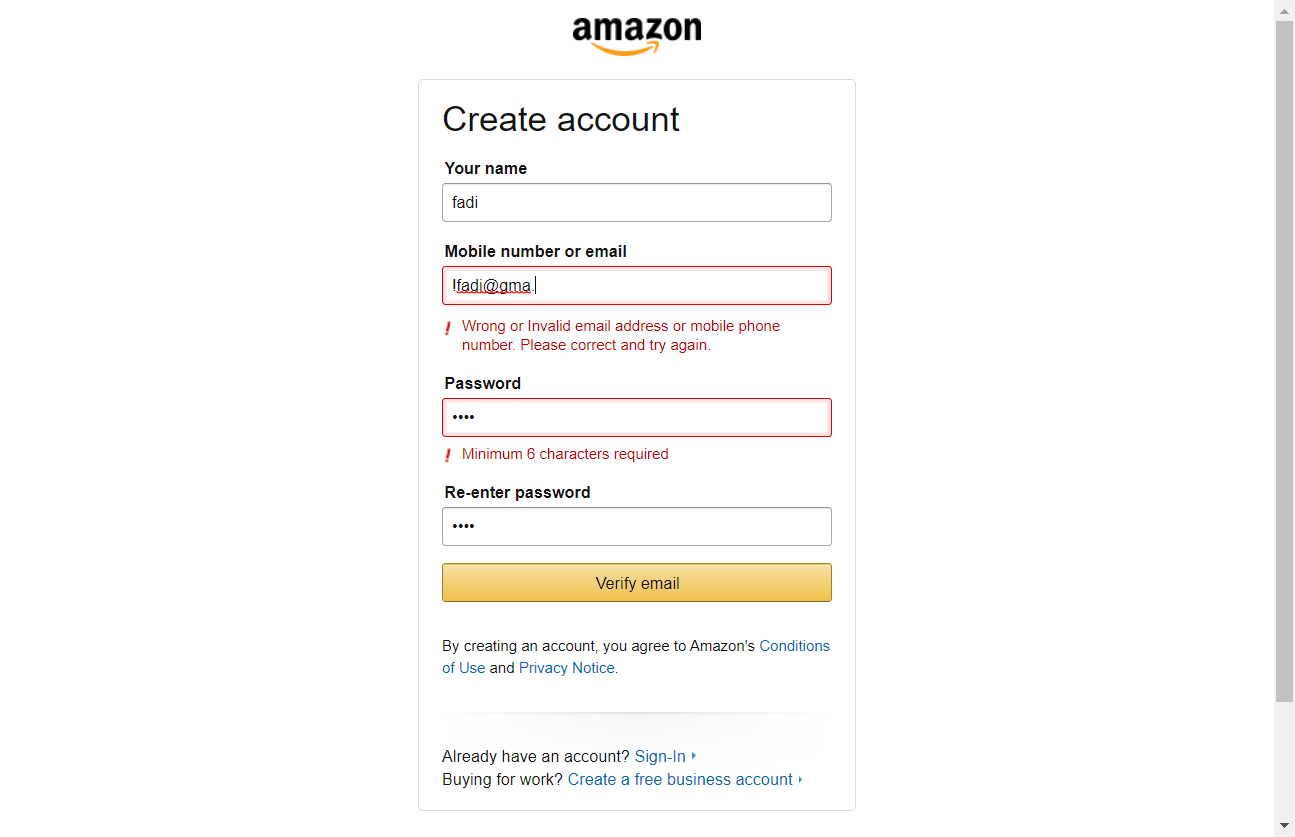 amazon
Create account
Your name
fadi
Mobile number or email
!fadi@gma.
Wrong or Invalid email address or mobile phone
number. Please correct and try again.
Password
••••
Minimum 6 characters required
Re-enter password
••••
Verify email
By creating an account, you agree to Amazon's Conditions
of Use and Privacy Notice.
Already have an account? Sign-In
Buying for work? Create a free business account